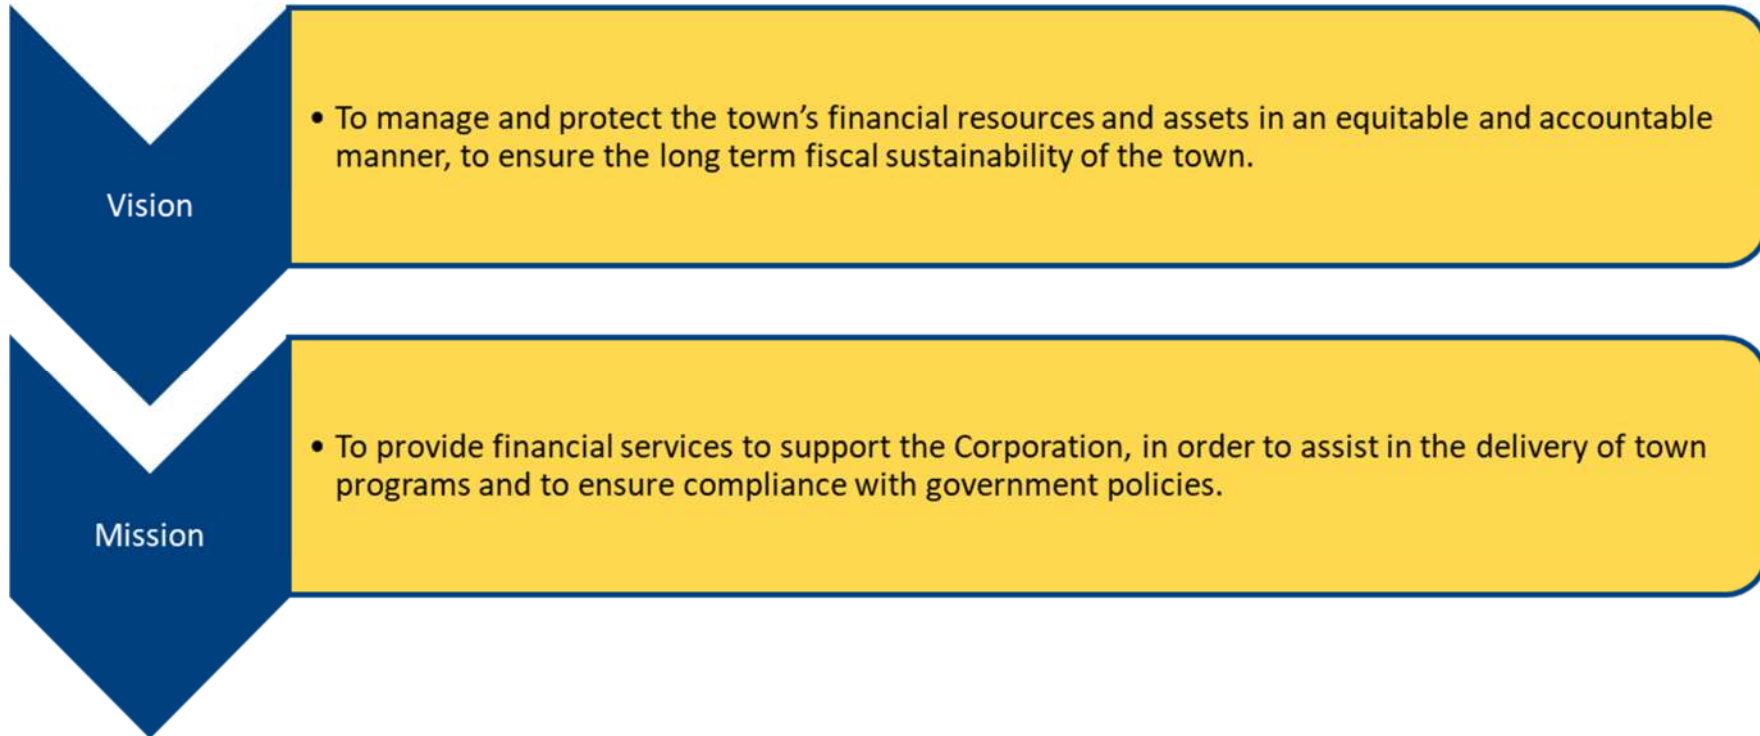 Vision
• To manage and protect the town’s financial resources and assets in an equitable and accountable
manner, to ensure the long term fiscal sustainability of the town.
Mission
• To provide financial services to support the Corporation, in order to assist in the delivery of town
programs and to ensure compliance with government policies.